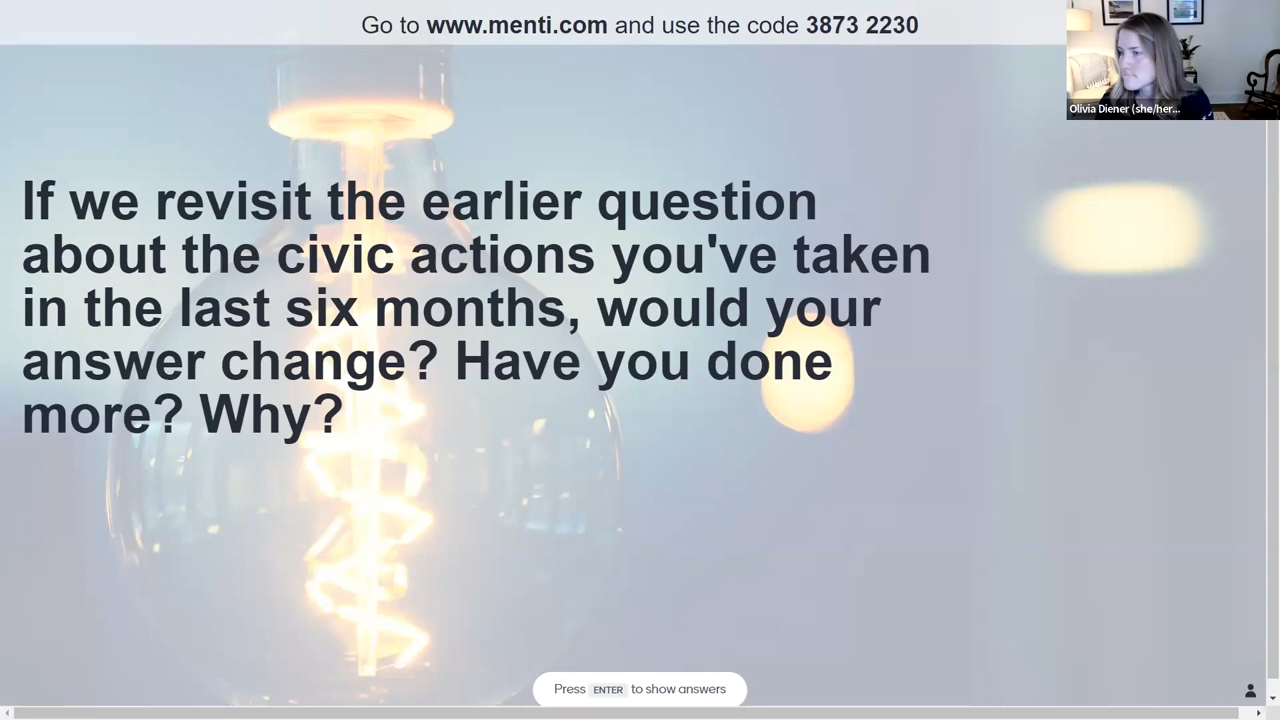 Go to www.menti.com and use the code 3873 2230
Olivia Diener (she/her...
If we revisit the earlier question
about the civic actions you've taken
in the last six months, would your
answer change? Have you done
more? Why?
Press ENTER to show answers